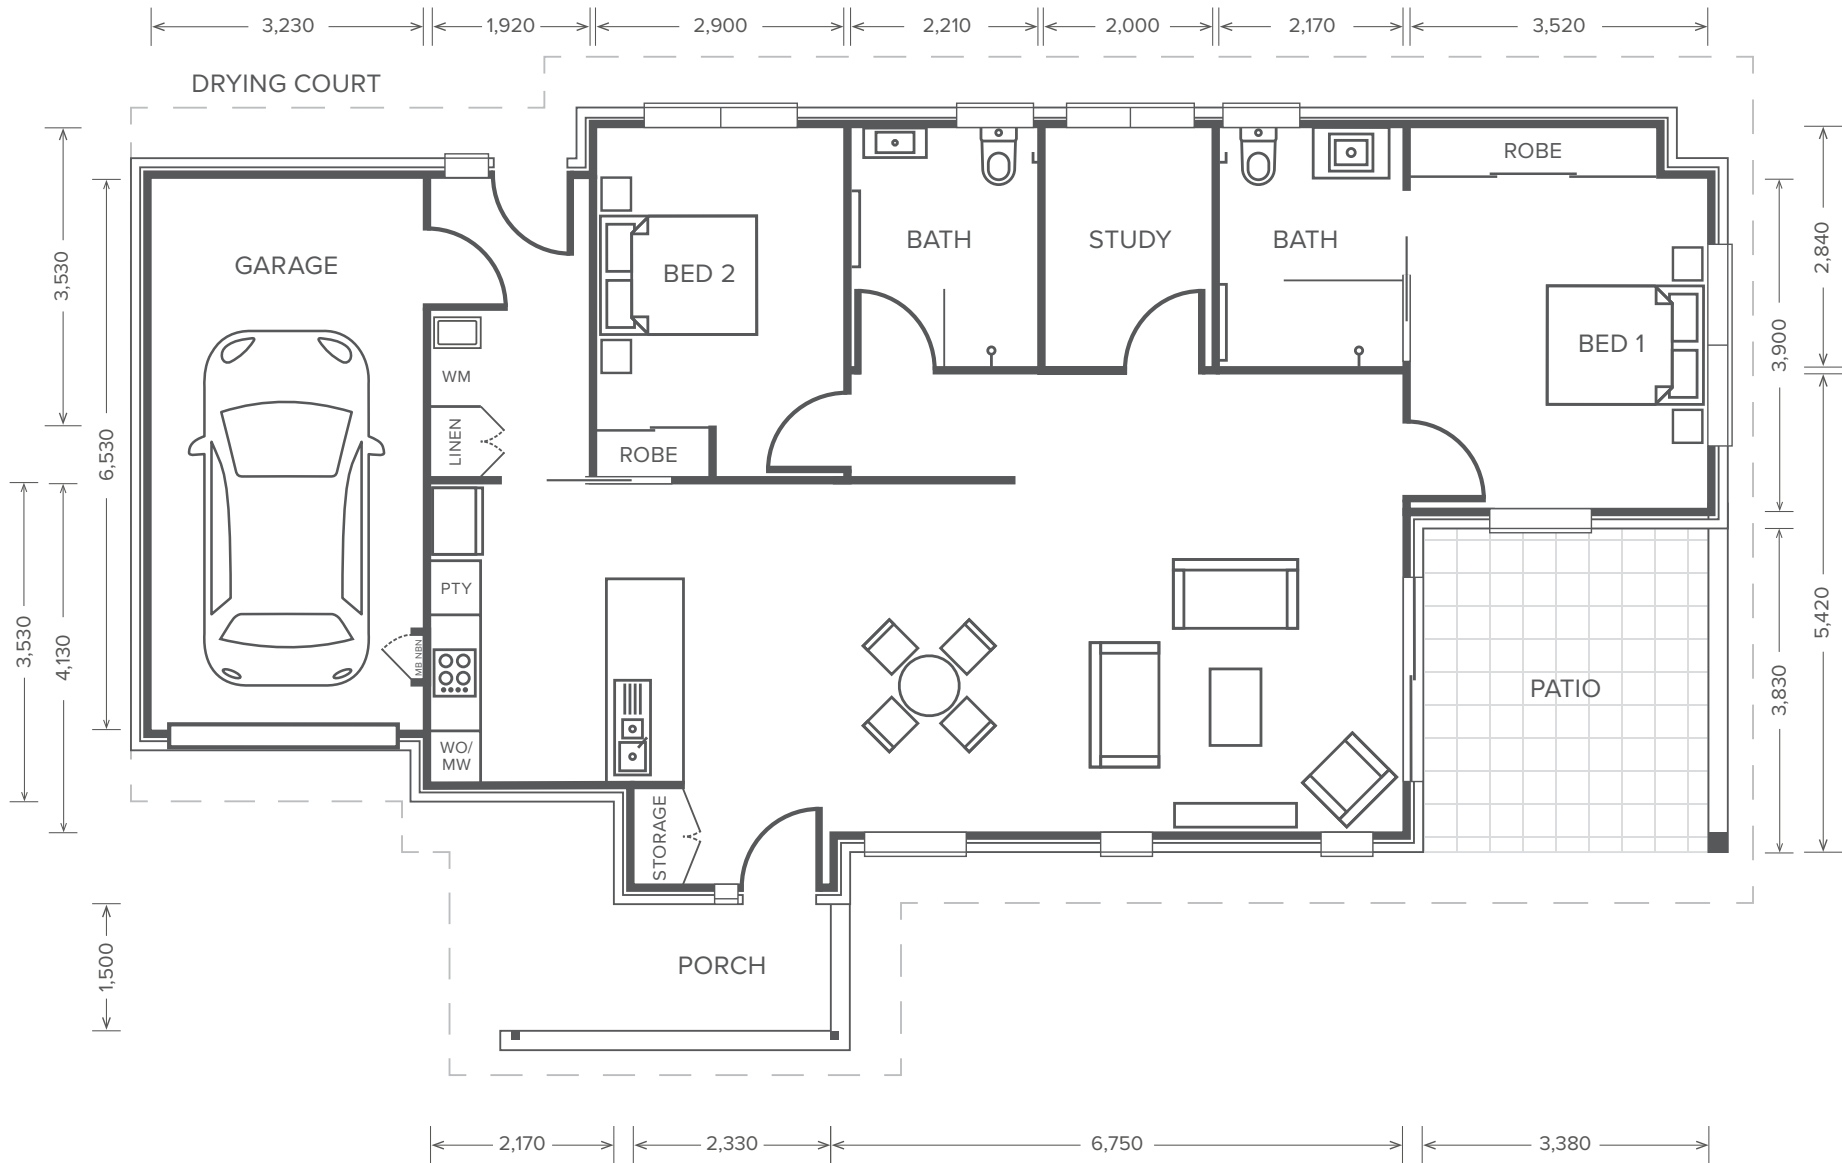 3,230
1,920
2,900
2,210
2,000
2,170
3,520
DRYING COURT
ROBE
GARAGE
BED 2
BATH
STUDY
BATH
BED 1
3,530
6,530
3,530
4,130
1,500
2,840
3,900
5,420
3,830
WM
LINEN
ROBE
PTY
MB NBN
WO/
MW
STORAGE
PATIO
PORCH
2,170
2,330
6,750
3,380